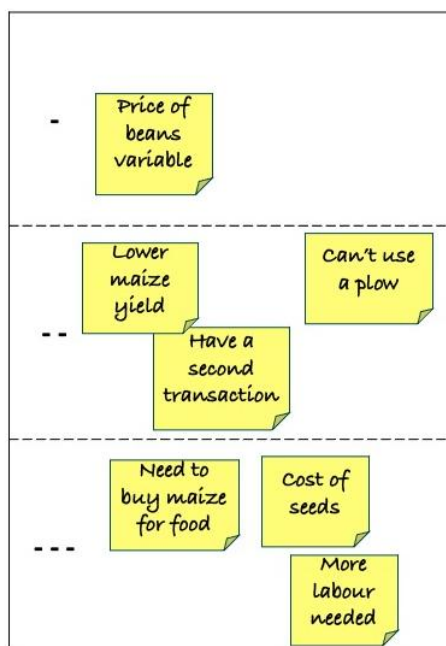 -
Price of
beans
variable
- -
Lower
maize
yield
Can't use
a plow
Have a
second
transaction
- - -
Need to
buy maize
for food
Cost of
seeds
More
labour
needed